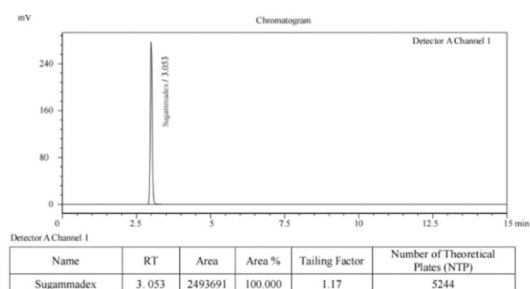 mV
Chromatogram
Detector A Channel 1
240
160
80
0
Sugammadex / 3.053
0 2.5 5 7.5 10 12.5 15 min
Detector A Channel 1
Name RT Area Area % Tailing Factor Number of Theoretical Plates (NTP)
Sugammadex 3. 053 2493691 100.000 1.17 5244